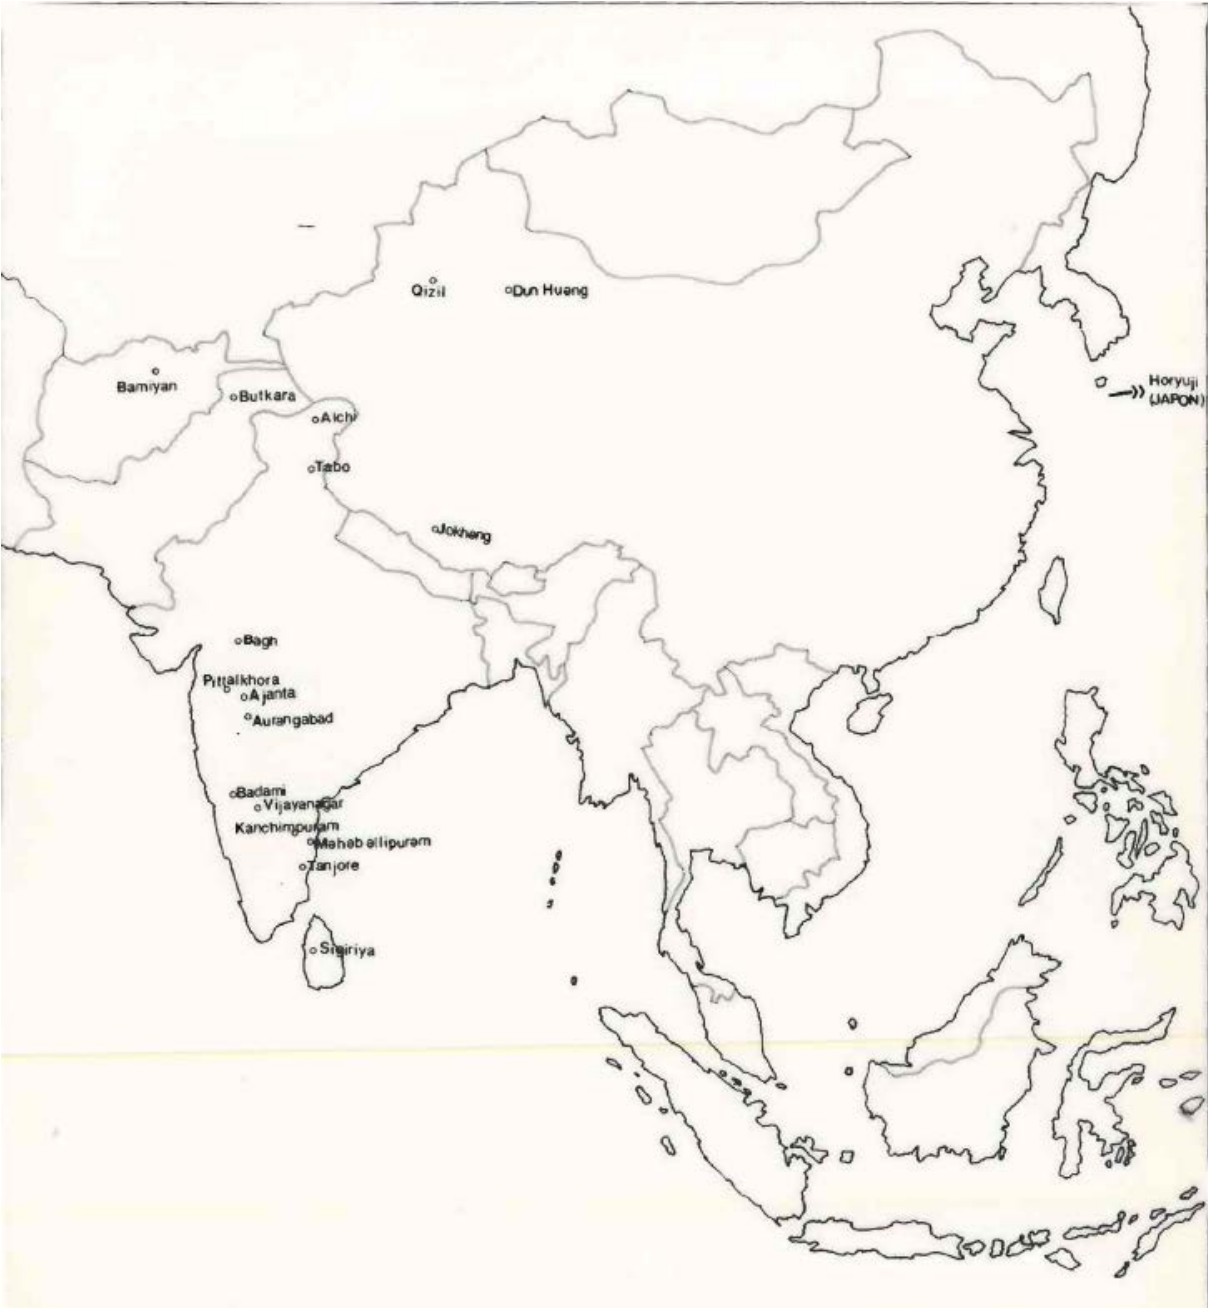 Qizil
Dun Huang
Bamiyan
Horyuji
(JAPON)
Butkara
Alchi
Tabo
Jokhang
Bagh
Pittalkhora
Ajanta
Aurangabad
Badami
Vijayanagar
Kanchimpuram
Mahaballipuram
Tanjore
Sigiriya